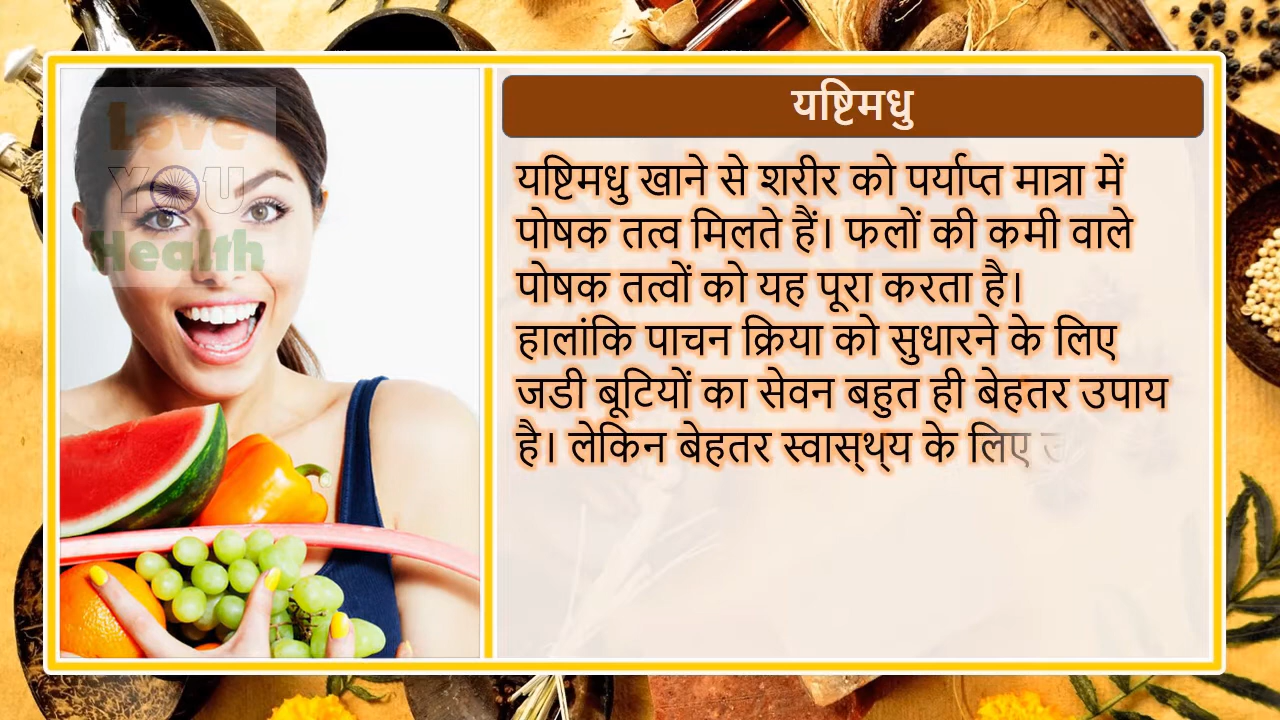 Love
YOU
Health
यष्टिमधु
यष्टिमधु खाने से शरीर को पर्याप्त मात्रा में
पोषक तत्व मिलते हैं। फलों की कमी वाले
पोषक तत्वों को यह पूरा करता है।
हालांकि पाचन क्रिया को सुधारने के लिए
जडी बूटियों का सेवन बहुत ही बेहतर उपाय
है। लेकिन बेहतर स्वास्थ्य के लिए